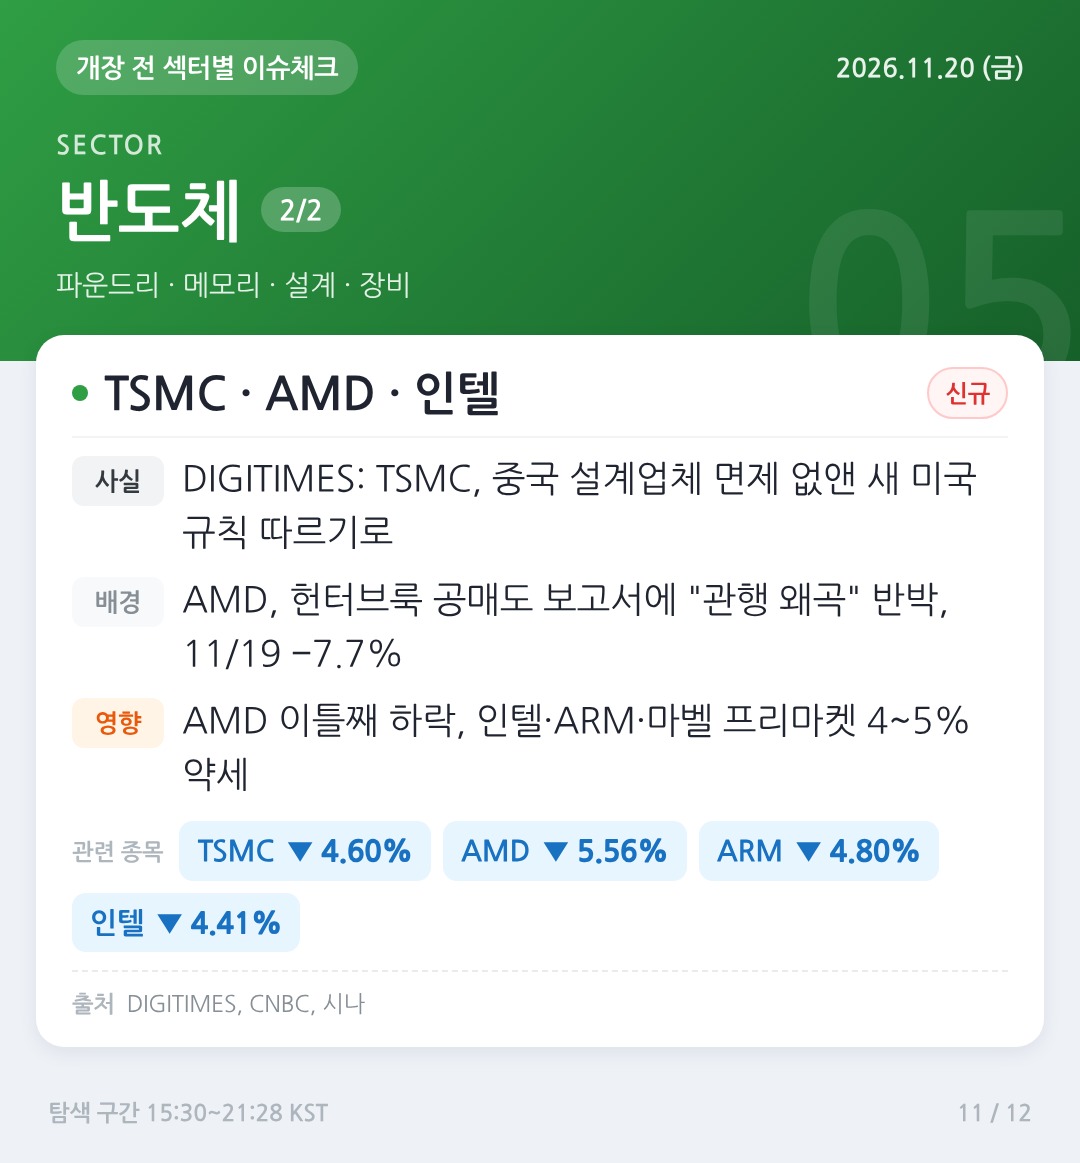 개장 전 섹터별 이슈체크
2026.11.20 (금)
SECTOR
반도체 2/2
파운드리 · 메모리 · 설계 · 장비
05
TSMC · AMD · 인텔
신규
사실 DIGITIMES: TSMC, 중국 설계업체 면제 없앤 새 미국
규칙 따르기로
배경 AMD, 헌터브룩 공매도 보고서에 "관행 왜곡" 반박,
11/19 −7.7%
영향 AMD 이틀째 하락, 인텔·ARM·마벨 프리마켓 4~5%
약세
관련 종목 TSMC ▼ 4.60% AMD ▼ 5.56% ARM ▼ 4.80%
인텔 ▼ 4.41%
출처 DIGITIMES, CNBC, 시나
탐색 구간 15:30~21:28 KST
11 / 12